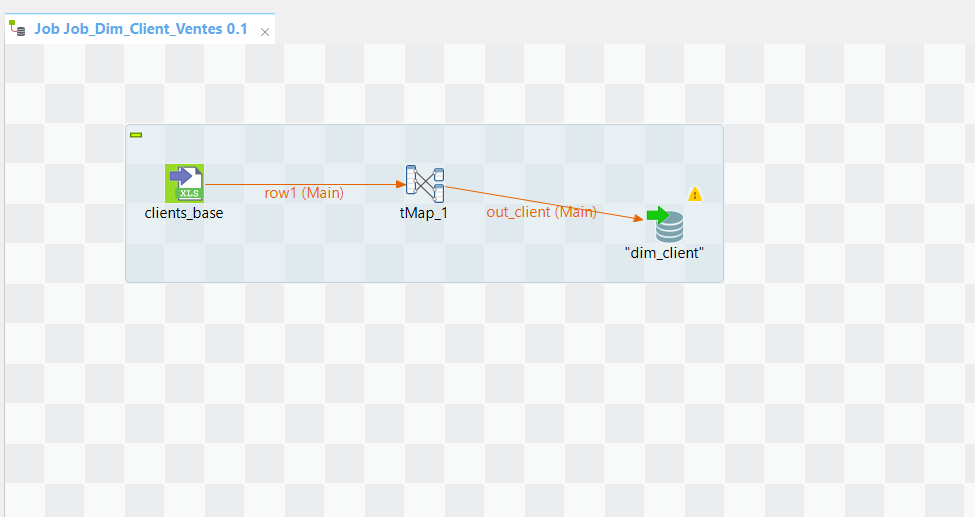 Job Job_Dim_Client_Ventes 0.1
XLS
row1 (Main)
out_client (Main)
clients_base
tMap_1
"dim_client"